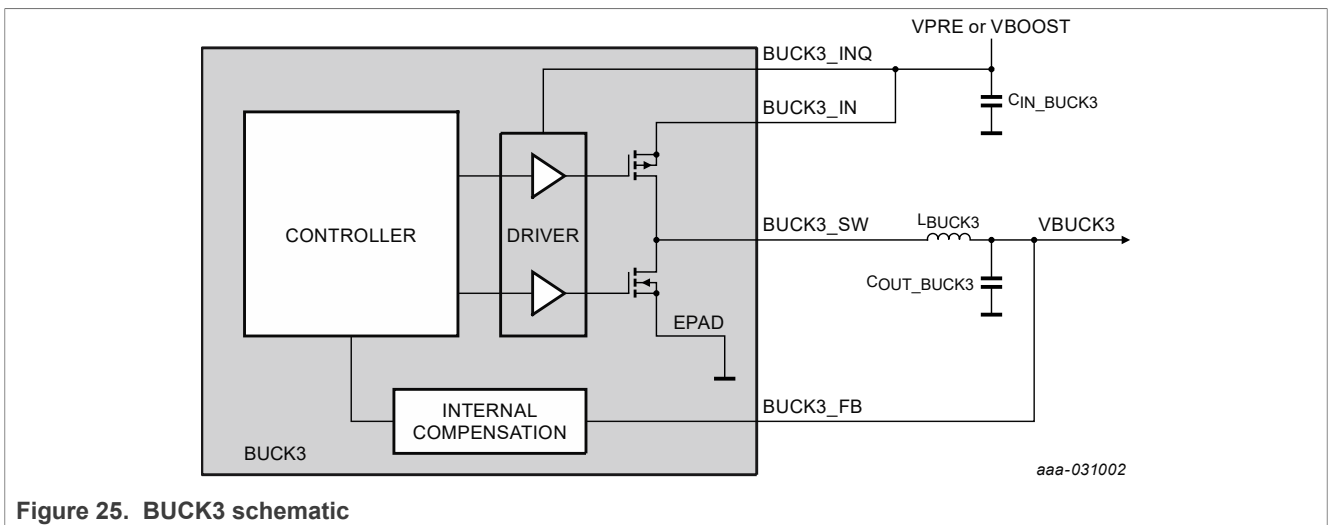 VPRE or VBOOST
BUCK3_INQ
CIN_BUCK3
BUCK3_IN
CONTROLLER
DRIVER
BUCK3_SW
LBUCK3
VBUCK3
COUT_BUCK3
EPAD
INTERNAL
COMPENSATION
BUCK3_FB
BUCK3
aaa-031002
Figure 25. BUCK3 schematic